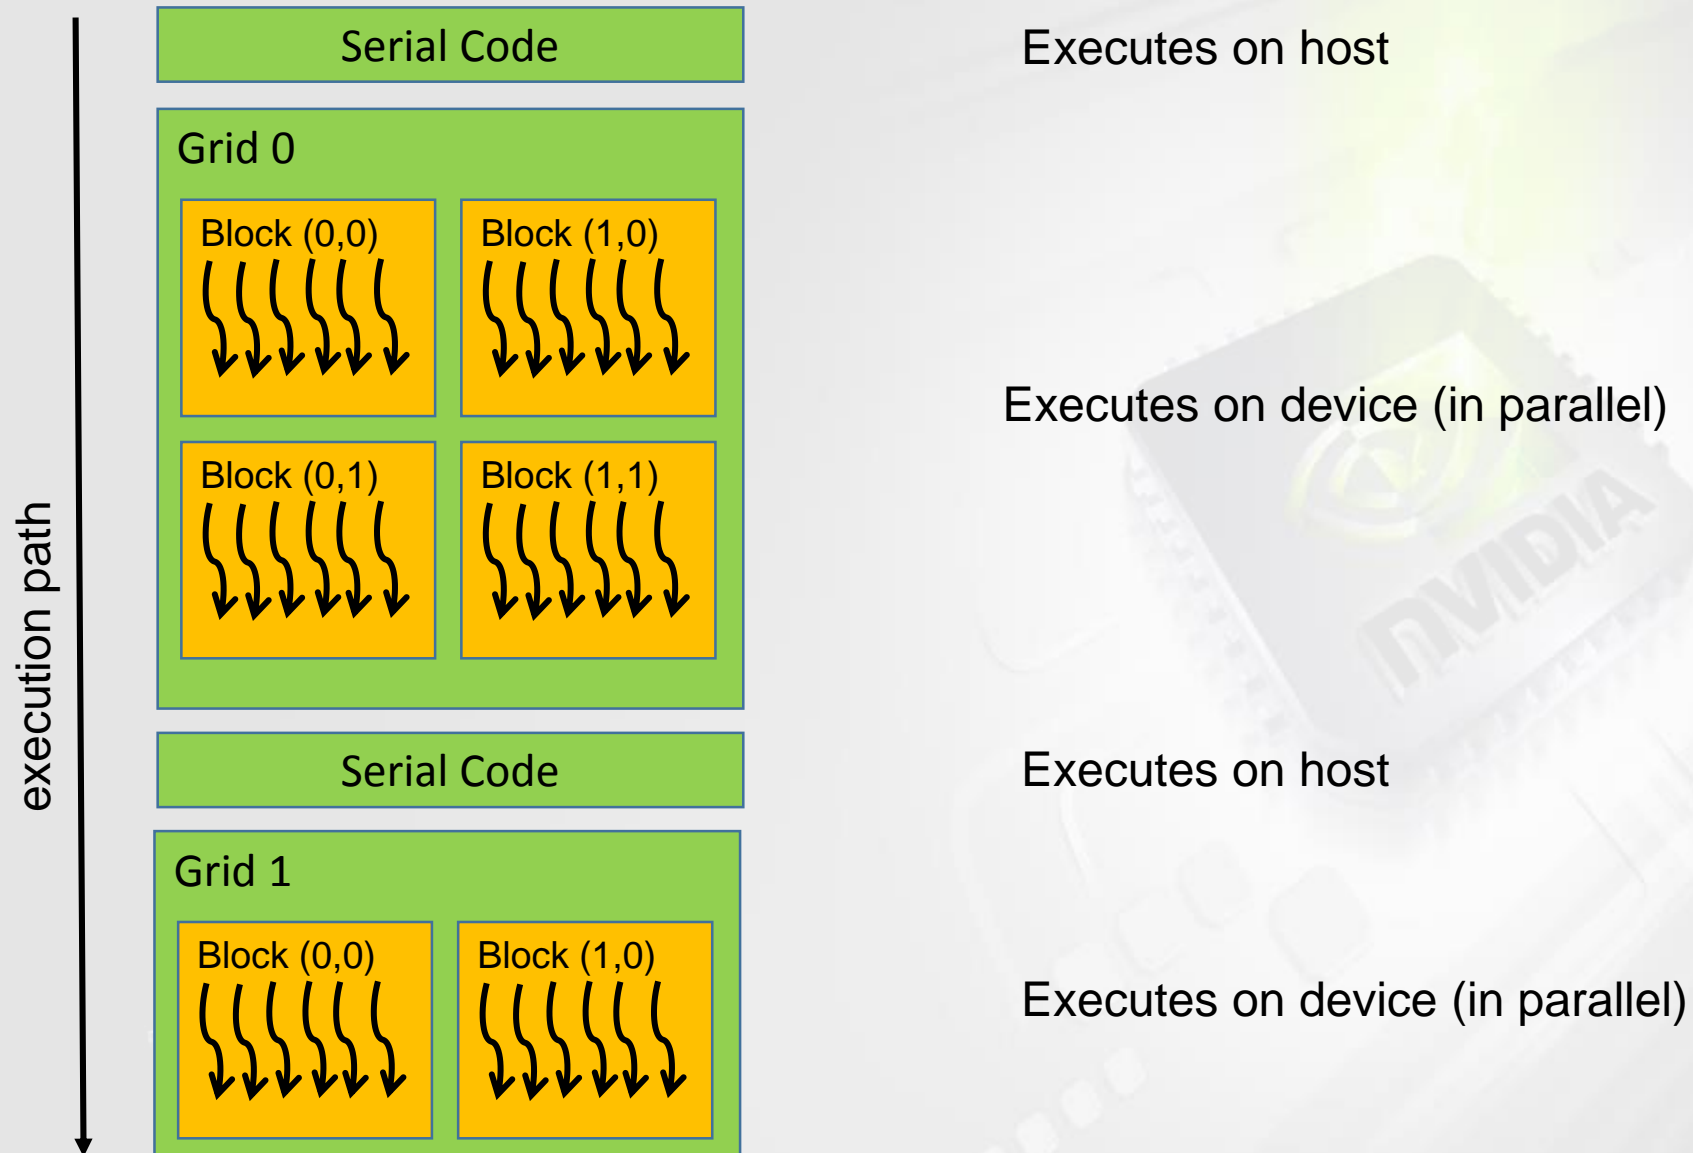 Serial Code
Executes on host
Grid 0
Block (0,0)
Block (1,0)
Executes on device (in parallel)
Block (0,1)
Block (1,1)
execution path
Serial Code
Executes on host
Grid 1
Block (0,0)
Block (1,0)
Executes on device (in parallel)
NVIDIA